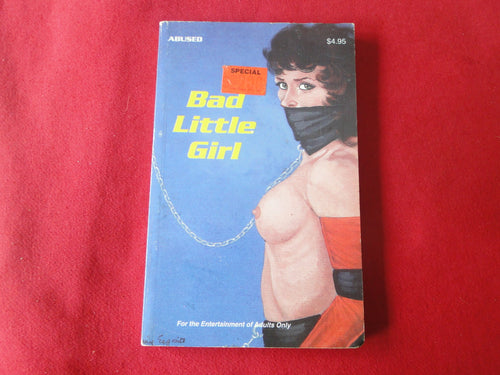 ABUSED
$4.95
SPECIAL
Bad
Little
Girl
For the Entertainment of Adults Only